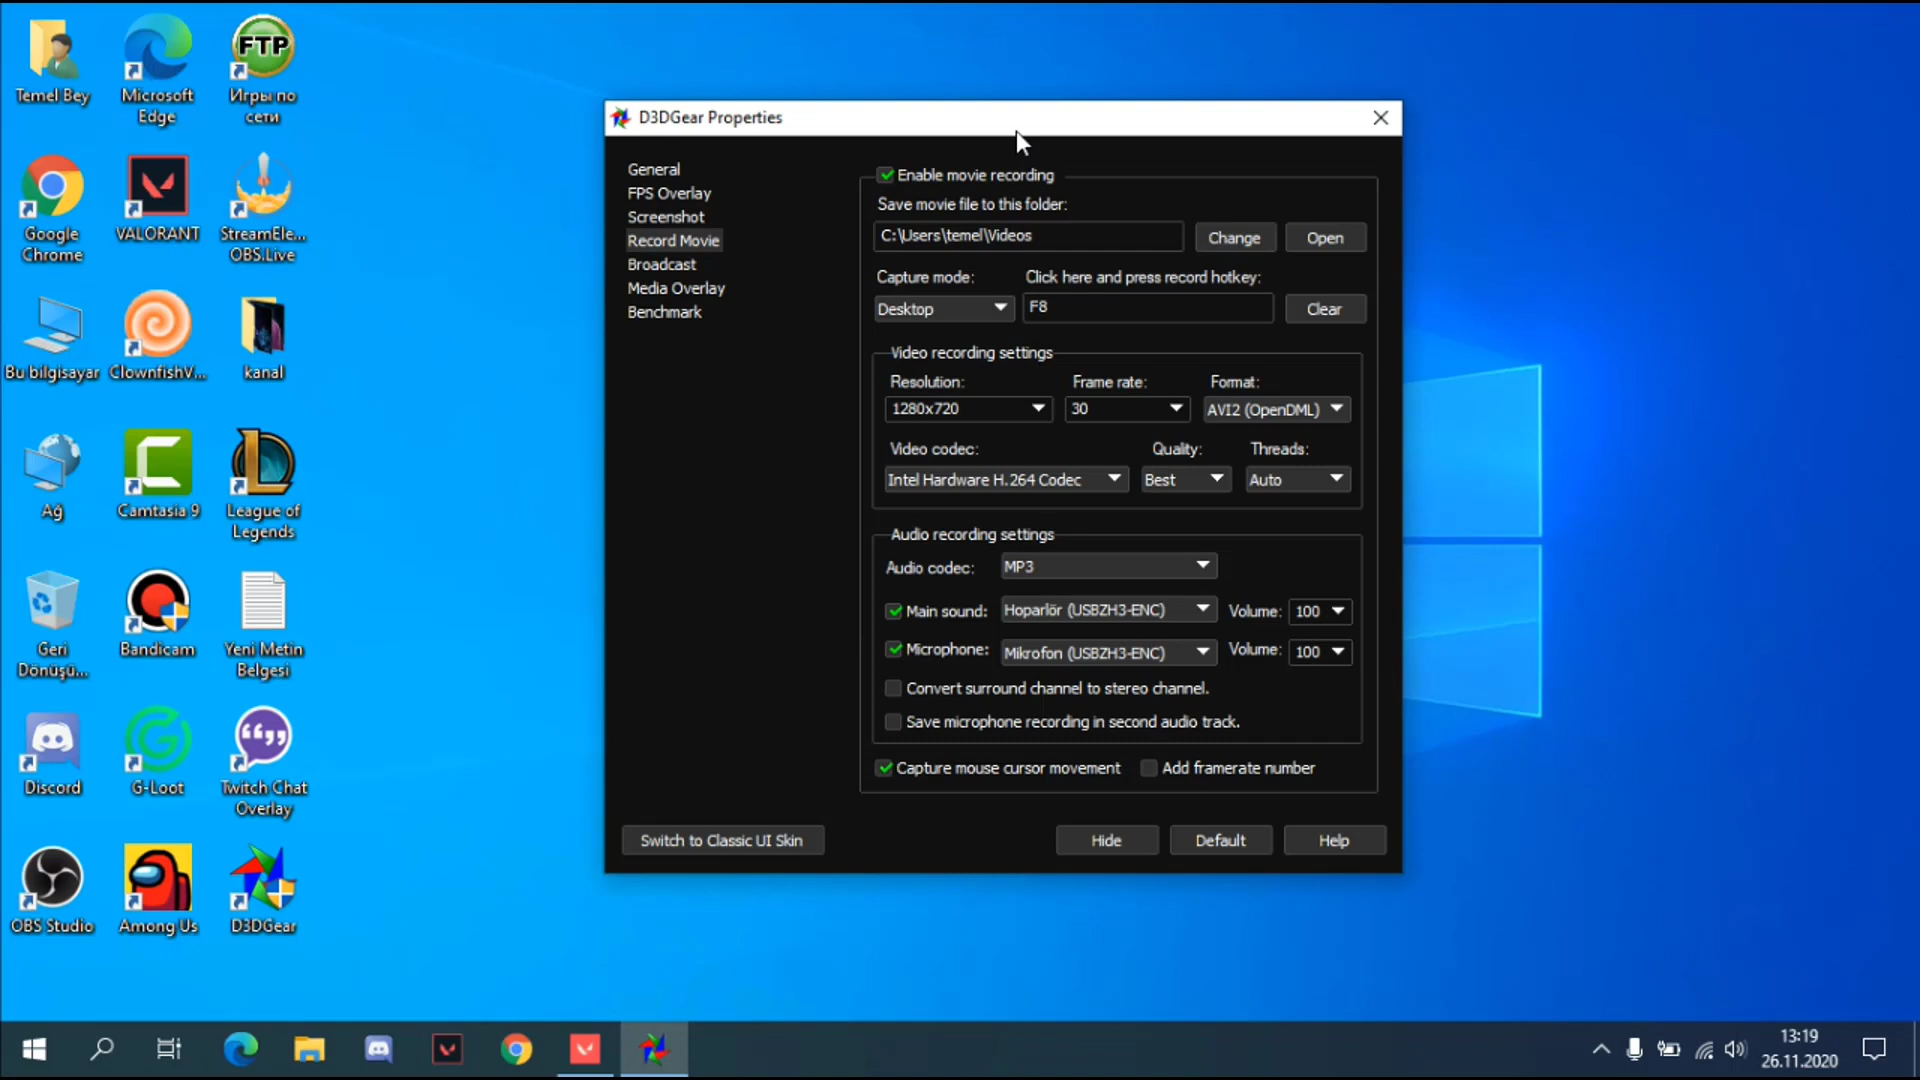 Temel Bey
Microsoft
Edge
FTP
Игры по
сети
Google
Chrome
VALORANT
StreamEle...
OBS.Live
Bu bilgisayar
ClownfishV...
kanal
Ağ
Camtasia 9
League of
Legends
Geri
Dönüşü...
Bandicam
Yeni Metin
Belgesi
Discord
G-Loot
Twitch Chat
Overlay
OBS Studio
Among Us
D3DGear
D3DGear Properties
General
FPS Overlay
Screenshot
Record Movie
Broadcast
Media Overlay
Benchmark
Enable movie recording
Save movie file to this folder:
C:\Users\temel\Videos
Change
Open
Capture mode:
Click here and press record hotkey:
Desktop
F8
Clear
Video recording settings
Resolution:
Frame rate:
Format:
1280x720
30
AVI2 (OpenDML)
Video codec:
Quality:
Threads:
Intel Hardware H.264 Codec
Best
Auto
Audio recording settings
Audio codec:
MP3
Main sound:
Hoparlör (USBZH3-ENC)
Volume:
100
Microphone:
Mikrofon (USBZH3-ENC)
Volume:
100
Convert surround channel to stereo channel.
Save microphone recording in second audio track.
Capture mouse cursor movement
Add framerate number
Switch to Classic UI Skin
Hide
Default
Help
13:19
26.11.2020